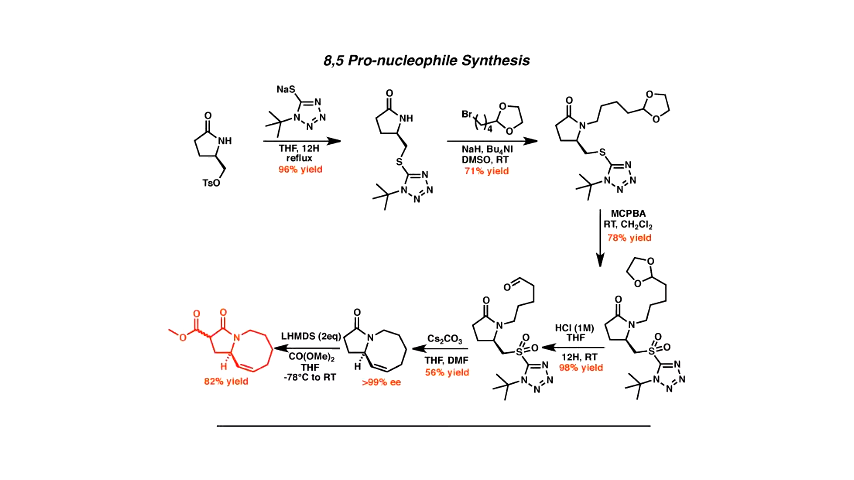 8,5 Pro-nucleophile Synthesis
O
NH
TsO
NaS
N
N
N
N
THF, 12H
reflux
96% yield
O
NH
S
N
N
N
N
Br
4
O
O
NaH, Bu₄NI
DMSO, RT
71% yield
O
N
O
O
S
N
N
N
N
MCPBA
RT, CH₂Cl₂
78% yield
O
O
O
N
S
O
O
N
N
N
N
HCl (1M)
THF
12H, RT
98% yield
O
O
N
S
O
O
N
N
N
N
Cs₂CO₃
THF, DMF
56% yield
O
N
H
>99% ee
LHMDS (2eq)
CO(OMe)₂
THF
-78°C to RT
O
O
O
N
H
82% yield